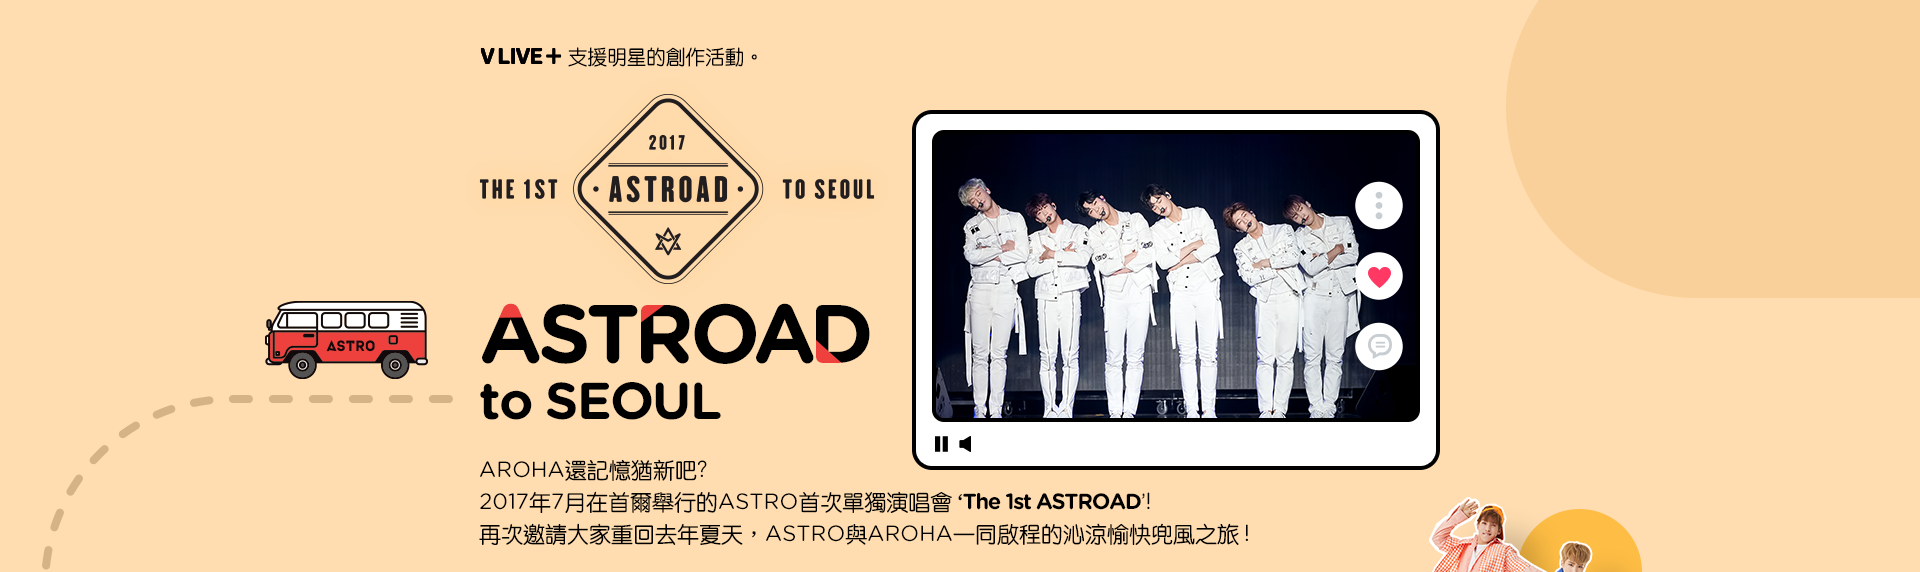 V LIVE+ 支援明星的創作活動。
2017
THE 1ST ·ASTROAD· TO SEOUL
ASTROAD
to SEOUL
ASTRO
AROHA還記憶猶新吧?
2017年7月在首爾舉行的ASTRO首次單獨演唱會 ‘The 1st ASTROAD’!
再次邀請大家重回去年夏天，ASTRO與AROHA一同啟程的沁涼愉快兜風之旅!